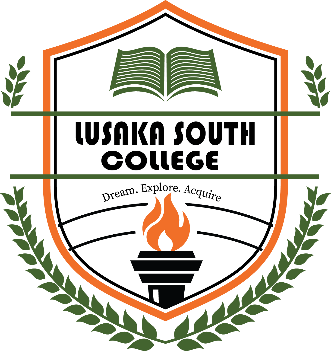 LUSAKA SOUTH
COLLEGE
Dream. Explore. Acquire